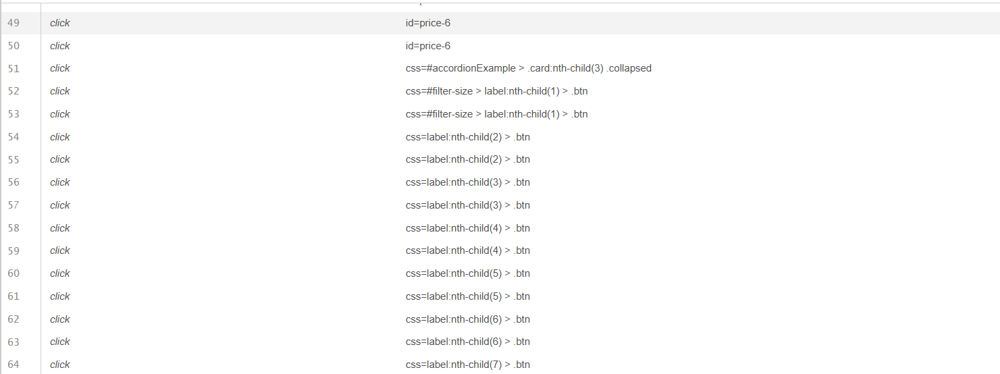 49 click id=price-6
50 click id=price-6
51 click css=#accordionExample > .card:nth-child(3) .collapsed
52 click css=#filter-size > label:nth-child(1) > .btn
53 click css=#filter-size > label:nth-child(1) > .btn
54 click css=label:nth-child(2) > .btn
55 click css=label:nth-child(2) > .btn
56 click css=label:nth-child(3) > .btn
57 click css=label:nth-child(3) > .btn
58 click css=label:nth-child(4) > .btn
59 click css=label:nth-child(4) > .btn
60 click css=label:nth-child(5) > .btn
61 click css=label:nth-child(5) > .btn
62 click css=label:nth-child(6) > .btn
63 click css=label:nth-child(6) > .btn
64 click css=label:nth-child(7) > .btn